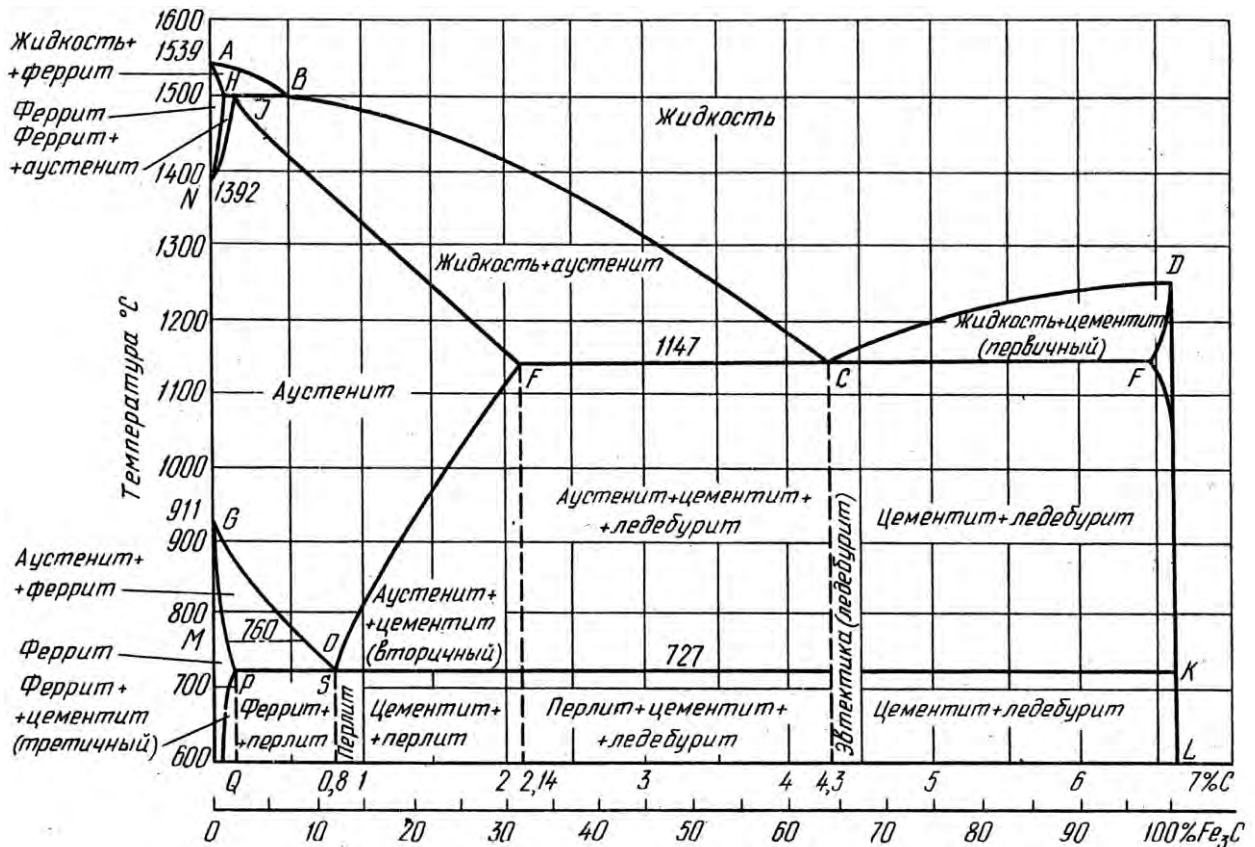 1600
1539
1500
1400
1392
1300
1200
1100
1000
911
900
800
700
600
Температура °С
Жидкость+
+феррит
Феррит
Феррит+
+аустенит
A
H
J
B
N
Жидкость
Жидкость+аустенит
D
Жидкость+цементит
(первичный)
1147
F
C
F
Аустенит
Аустенит+цементит+
+ледебурит
Эвтектика (ледебурит)
Цементит+ледебурит
G
Аустенит+
+феррит
M
760
O
Аустенит+
+цементит
(вторичный)
727
Феррит
P
S
K
Феррит+
+цементит
(третичный)
Феррит+
+перлит
Перлит
Цементит+
+перлит
Перлит+цементит+
+ледебурит
Цементит+ледебурит
L
Q 0,8 1 2 2,14 3 4 4,3 5 6 7%C
0 10 20 30 40 50 60 70 80 90 100%Fe₃C